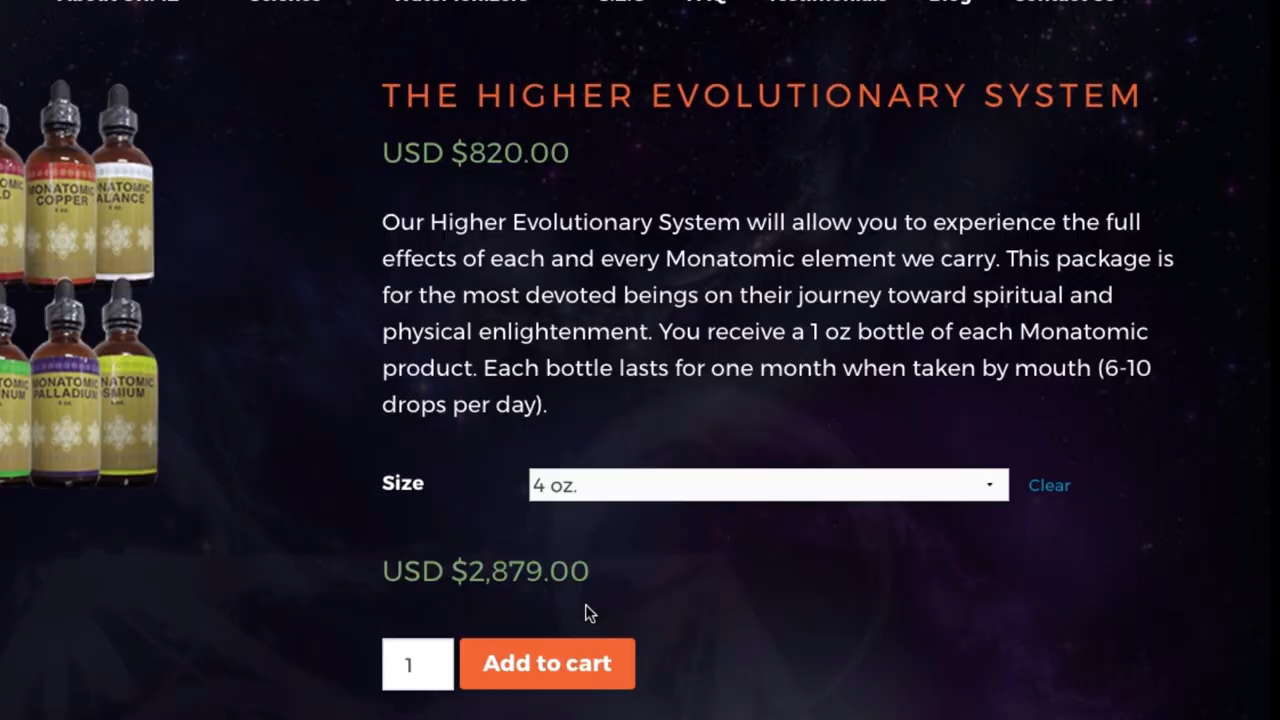 THE HIGHER EVOLUTIONARY SYSTEM
USD $820.00
Our Higher Evolutionary System will allow you to experience the full
effects of each and every Monatomic element we carry. This package is
for the most devoted beings on their journey toward spiritual and
physical enlightenment. You receive a 1 oz bottle of each Monatomic
product. Each bottle lasts for one month when taken by mouth (6-10
drops per day).
Size
4 oz.
Clear
USD $2,879.00
1
Add to cart
MONATOMIC
COPPER
MONATOMIC
PALLADIUM